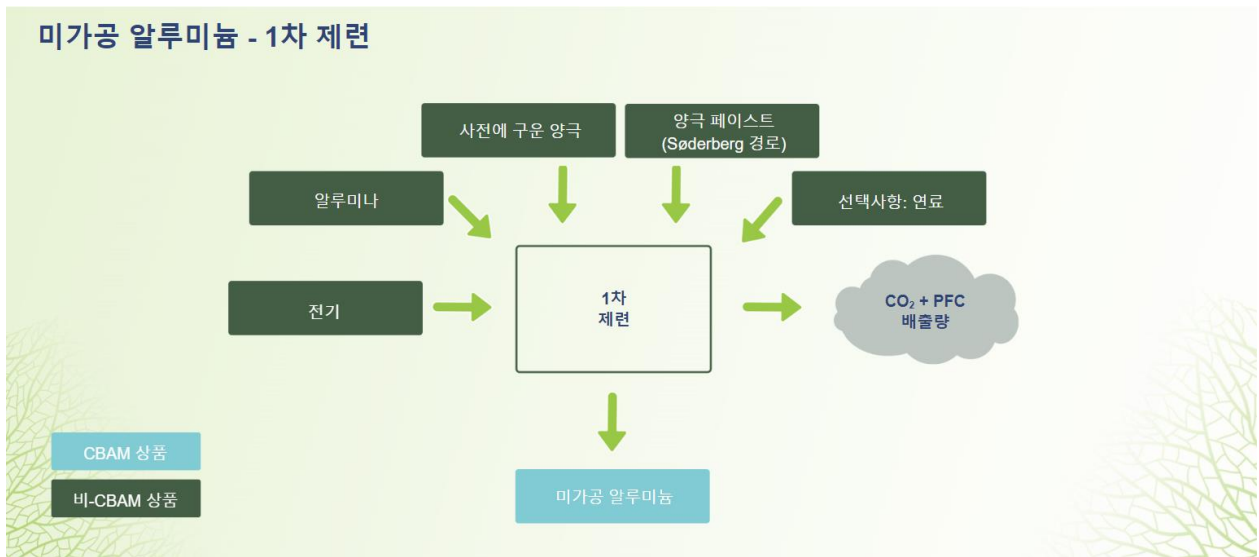 미가공 알루미늄 - 1차 제련
사전에 구운 양극
양극 페이스트
(Søderberg 경로)
알루미나
선택사항: 연료
전기
1차
제련
CO₂ + PFC
배출량
CBAM 상품
비-CBAM 상품
미가공 알루미늄